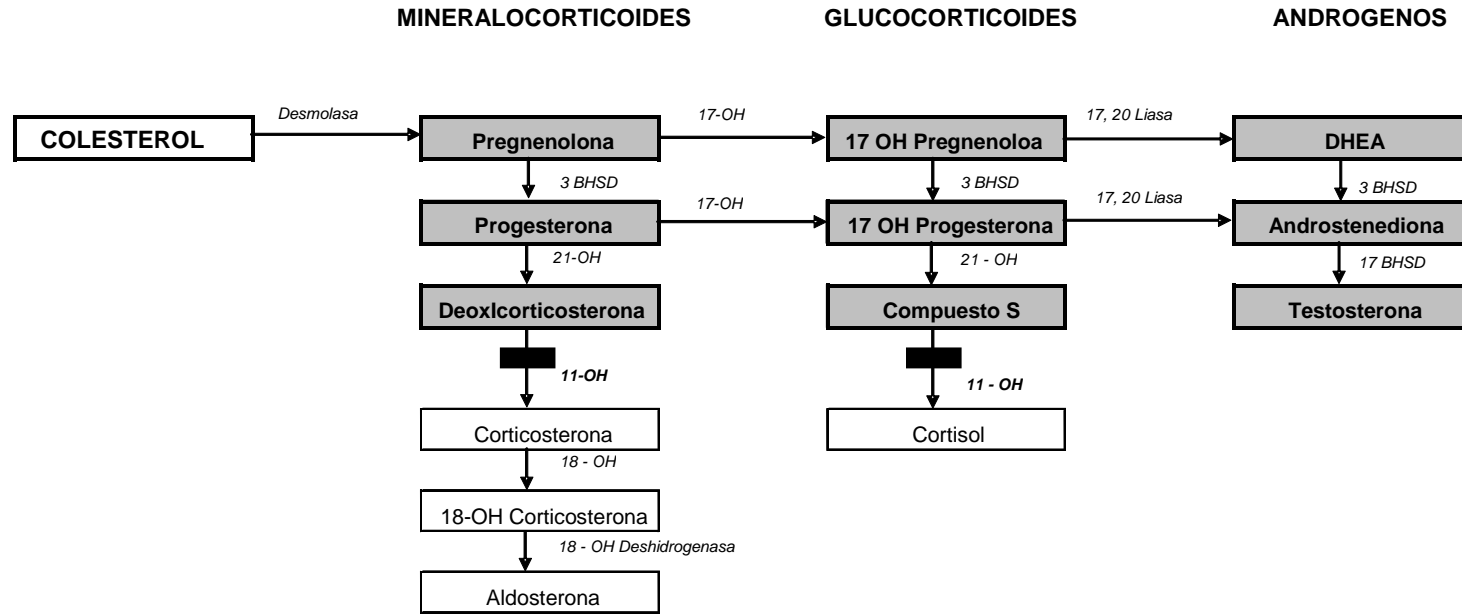 MINERALOCORTICOIDES GLUCOCORTICOIDES ANDROGENOS
Desmolasa 17-OH 17, 20 Liasa
COLESTEROL Pregnenolona 17 OH Pregnenoloa DHEA
3 BHSD 3 BHSD 3 BHSD
17-OH 17, 20 Liasa
Progesterona 17 OH Progesterona Androstenediona
21-OH 21 - OH 17 BHSD
DeoxIcorticosterona Compuesto S Testosterona
11-OH 11 - OH
Corticosterona Cortisol
18 - OH
18-OH Corticosterona
18 - OH Deshidrogenasa
Aldosterona